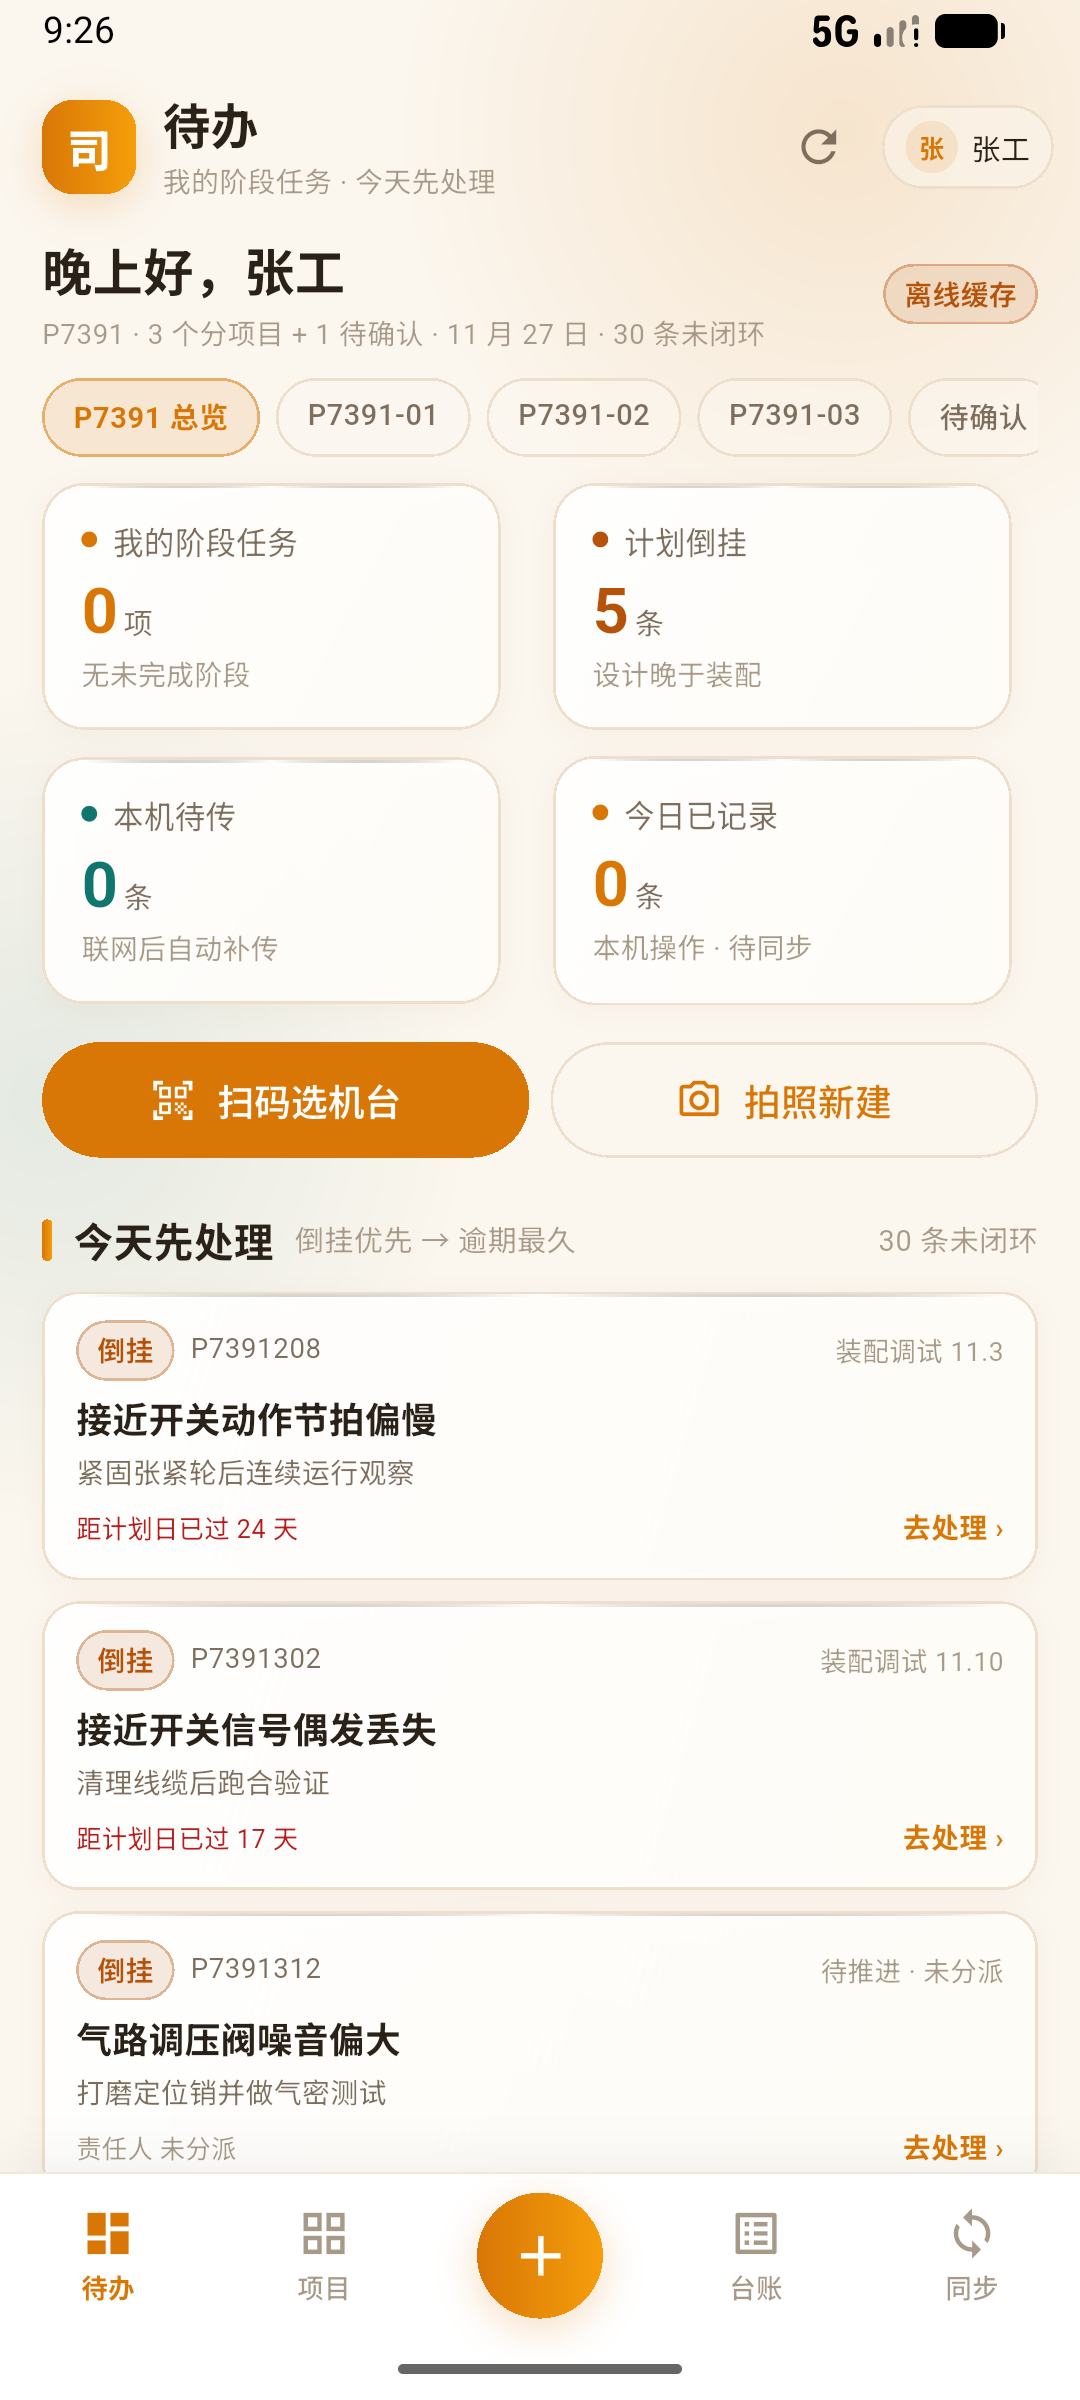 9:26
5G
司
待办
我的阶段任务 · 今天先处理
张
张工
晚上好，张工
P7391 · 3 个分项目 + 1 待确认 · 11 月 27 日 · 30 条未闭环
离线缓存
P7391 总览
P7391-01
P7391-02
P7391-03
待确认
我的阶段任务
0 项
无未完成阶段
计划倒挂
5 条
设计晚于装配
本机待传
0 条
联网后自动补传
今日已记录
0 条
本机操作 · 待同步
扫码选机台
拍照新建
今天先处理 倒挂优先 → 逾期最久
30 条未闭环
倒挂 P7391208
装配调试 11.3
接近开关动作节拍偏慢
紧固张紧轮后连续运行观察
距计划日已过 24 天
去处理 ›
倒挂 P7391302
装配调试 11.10
接近开关信号偶发丢失
清理线缆后跑合验证
距计划日已过 17 天
去处理 ›
倒挂 P7391312
待推进 · 未分派
气路调压阀噪音偏大
打磨定位销并做气密测试
责任人 未分派
去处理 ›
待办
项目
台账
同步